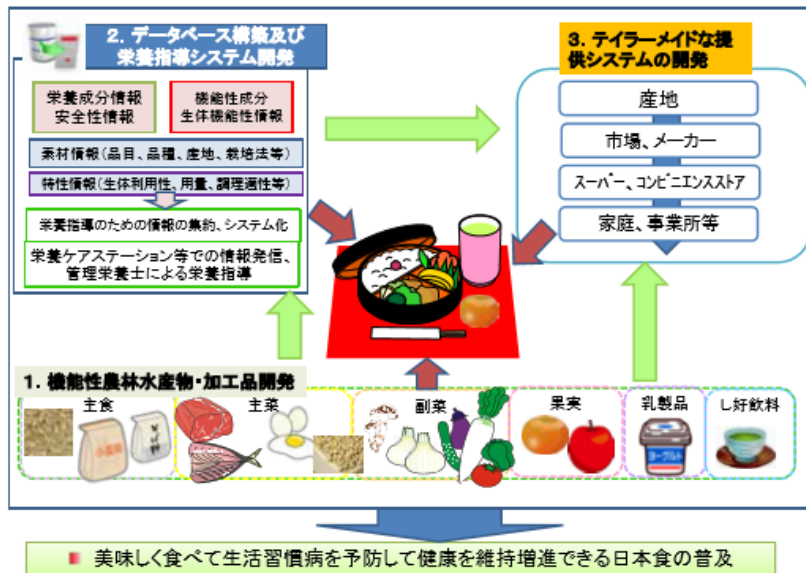 2. データベース構築及び
栄養指導システム開発
栄養成分情報
安全性情報
機能性成分
生体機能性情報
素材情報(品目、品種、産地、栽培法等)
特性情報(生体利用性、用量、調理適性等)
栄養指導のための情報の集約、システム化
栄養ケアステーション等での情報発信、
管理栄養士による栄養指導
3. テイラーメイドな提
供システムの開発
産地
市場、メーカー
スーパー、コンビニエンスストア
家庭、事業所等
1. 機能性農林水産物・加工品開発
主食
主菜
副菜
果実
乳製品
し好飲料
小麦粉
そば粉
ヨーグルト
■ 美味しく食べて生活習慣病を予防して健康を維持増進できる日本食の普及